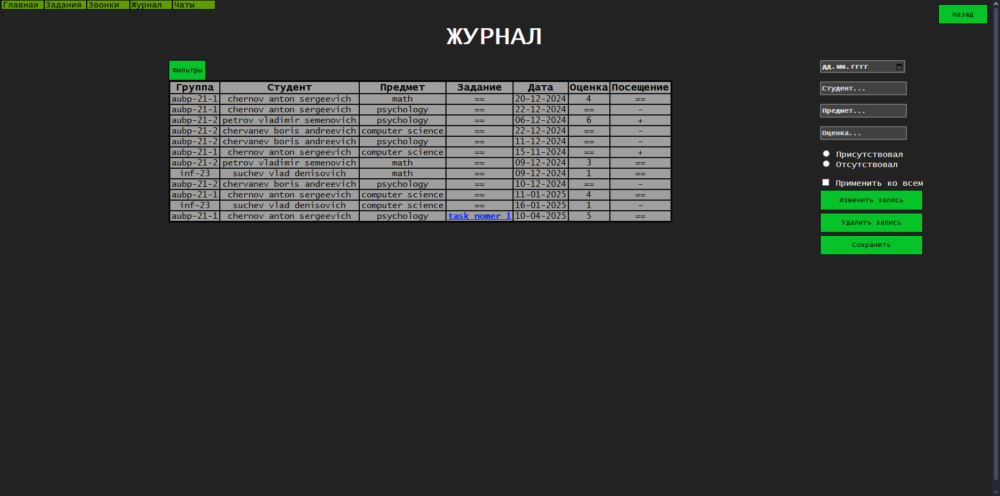 Главная Задания Звонки Журнал Чаты
Назад
ЖУРНАЛ
Фильтры
Группа Студент Предмет Задание Дата Оценка Посещение
aubp-21-1 chernov anton sergeevich math == 20-12-2024 4 ==
aubp-21-1 chernov anton sergeevich psychology == 22-12-2024 == -
aubp-21-2 petrov vladimir semenovich psychology == 06-12-2024 6 +
aubp-21-2 chervanev boris andreevich computer science == 22-12-2024 == -
aubp-21-2 chervanev boris andreevich psychology == 11-12-2024 == -
aubp-21-1 chernov anton sergeevich computer science == 15-11-2024 == +
aubp-21-2 petrov vladimir semenovich math == 09-12-2024 3 ==
inf-23 suchev vlad denisovich math == 09-12-2024 1 ==
aubp-21-2 chervanev boris andreevich psychology == 10-12-2024 == -
aubp-21-1 chernov anton sergeevich computer science == 11-01-2025 4 ==
inf-23 suchev vlad denisovich computer science == 16-01-2025 1 -
aubp-21-1 chernov anton sergeevich psychology task nomer 1 10-04-2025 5 ==
дд.мм.гггг
Студент...
Предмет...
Оценка...
Присутствовал
Отсутствовал
Применить ко всем
Изменить запись
Удалить запись
Сохранить